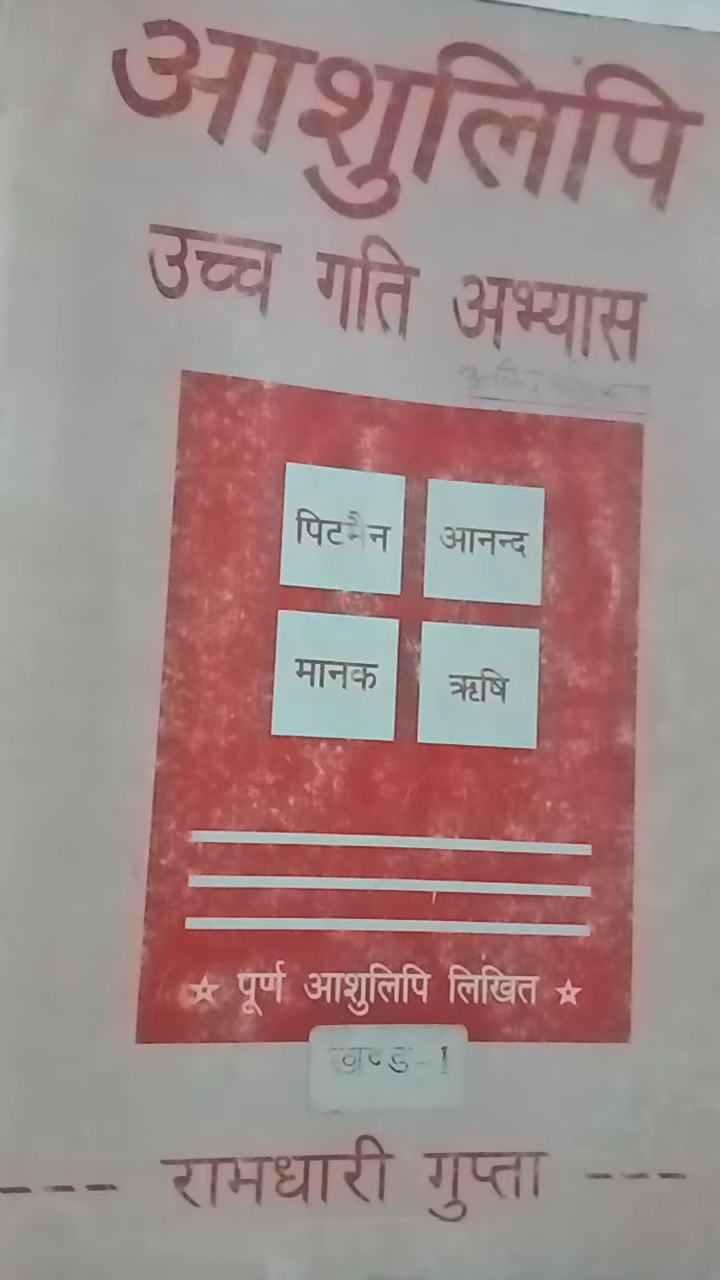 आशुलिपि
उच्च गति अभ्यास
पिटमैन आनन्द
मानक ऋषि
☆ पूर्ण आशुलिपि लिखित ☆
खण्ड-1
--- रामधारी गुप्ता ---